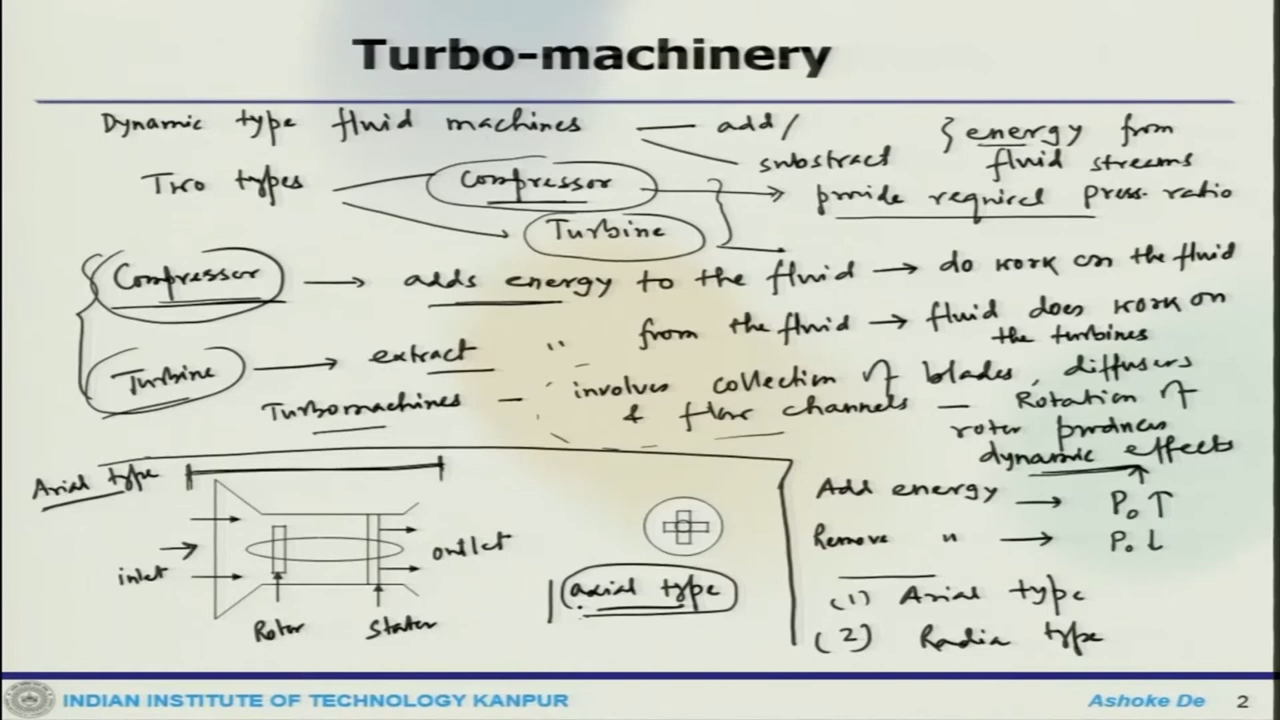 Turbo-machinery
Dynamic type fluid machines — add/
substract } energy from
fluid streams
Two types
Compressor → provide required press. ratio
Turbine
Compressor → adds energy to the fluid → do work on the fluid
Turbine → extract " from the fluid → fluid does work on
the turbines
Turbomachines – involves collection of blades, diffusers
& flow channels — Rotation of
rotor produces
dynamic effects
Axial type
inlet
Rotor
Stator
outlet
axial type
Add energy → P₀ ↑
Remove " → P₀ ↓
(1) Axial type
(2) Radia type
INDIAN INSTITUTE OF TECHNOLOGY KANPUR
Ashoke De 2